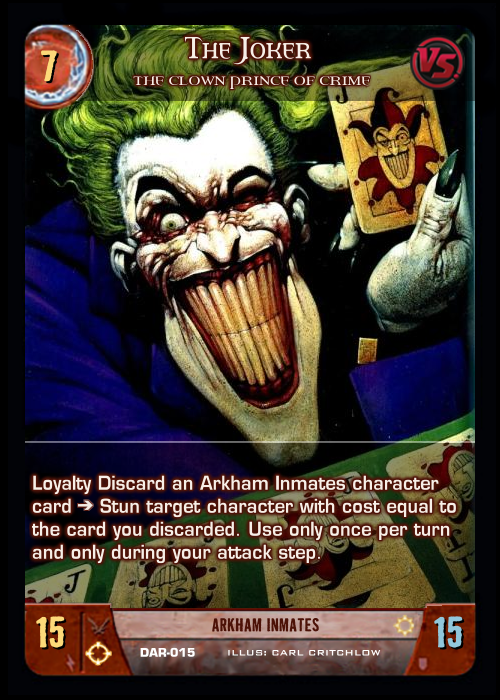 7
The Joker
VS
The Clown Prince of Crime
Loyalty Discard an Arkham Inmates character
card ➔ Stun target character with cost equal to
the card you discarded. Use only once per turn
and only during your attack step.
J
15
Arkham Inmates
15
DAR-015 Illus: Carl Critchlow